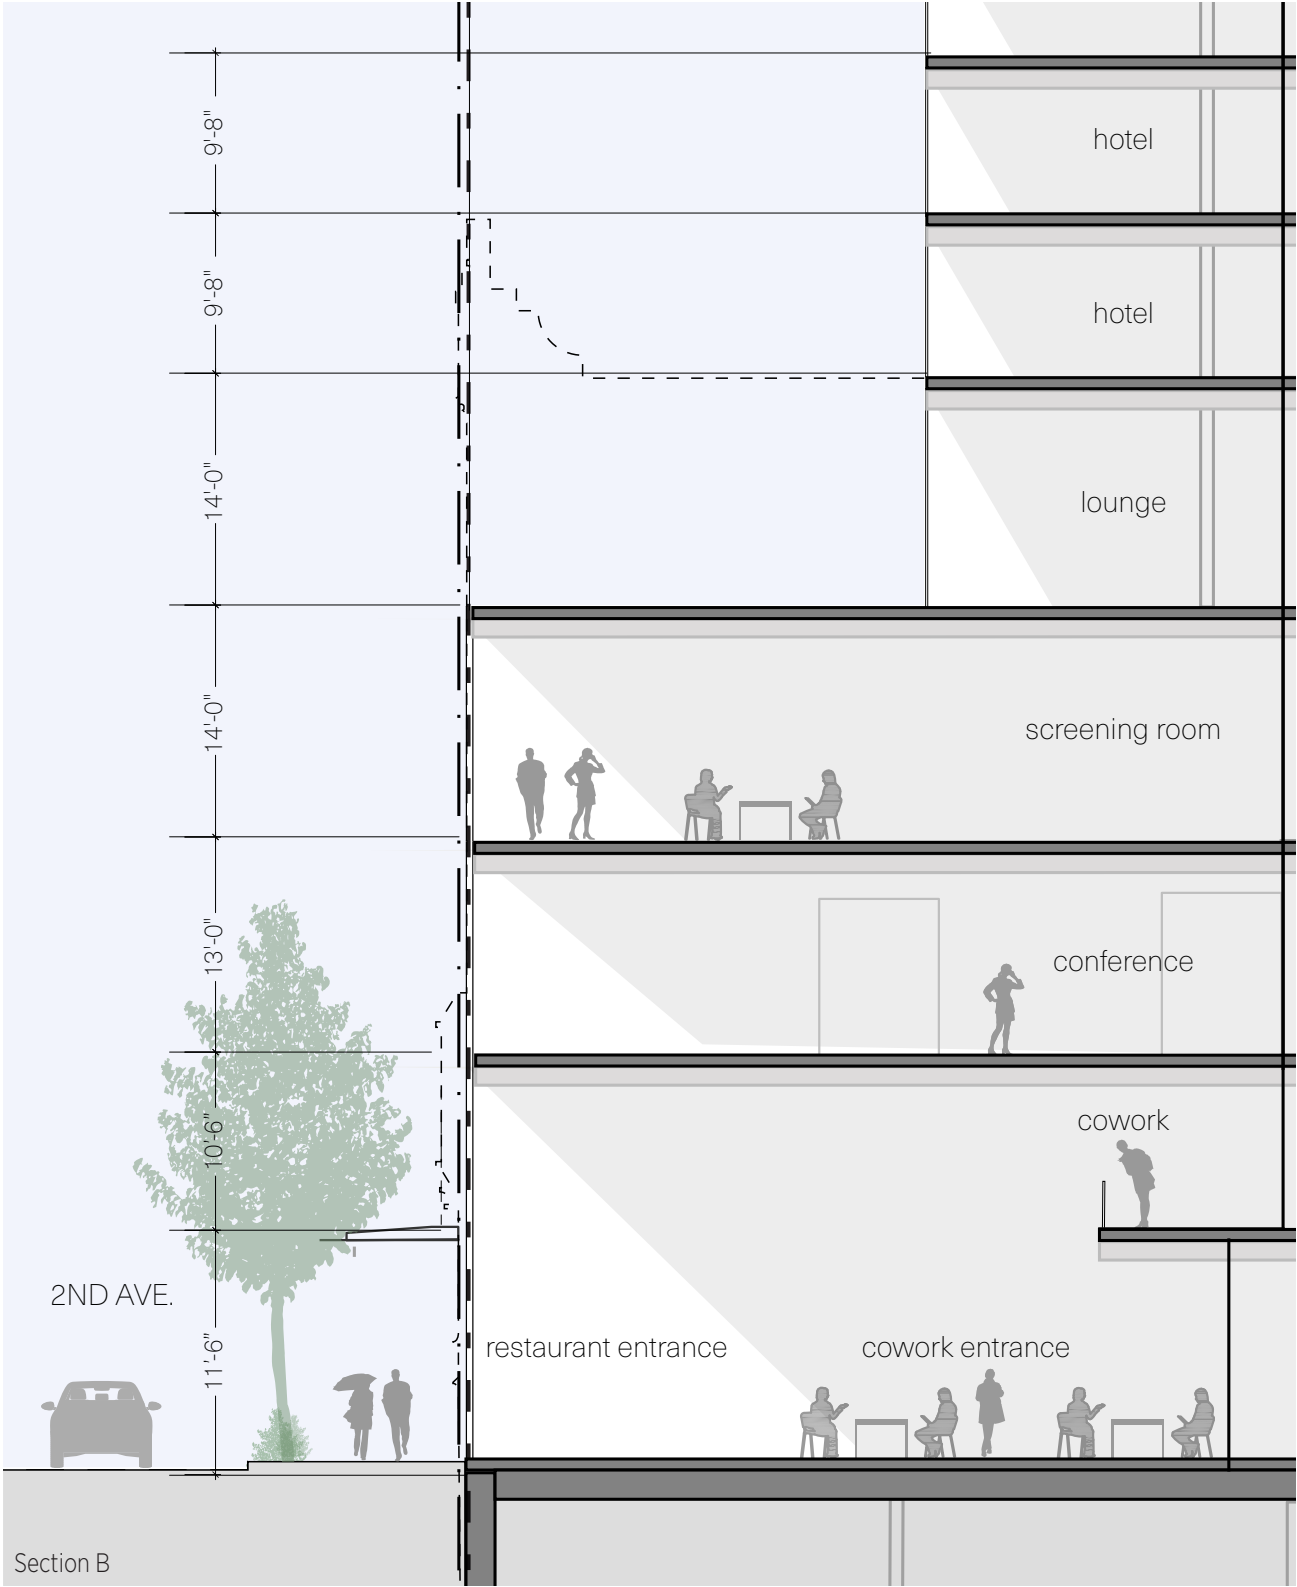 9'-8"
hotel
9'-8"
hotel
14'-0"
lounge
14'-0"
screening room
13'-0"
conference
10'-6"
cowork
2ND AVE.
11'-6"
restaurant entrance
cowork entrance
Section B